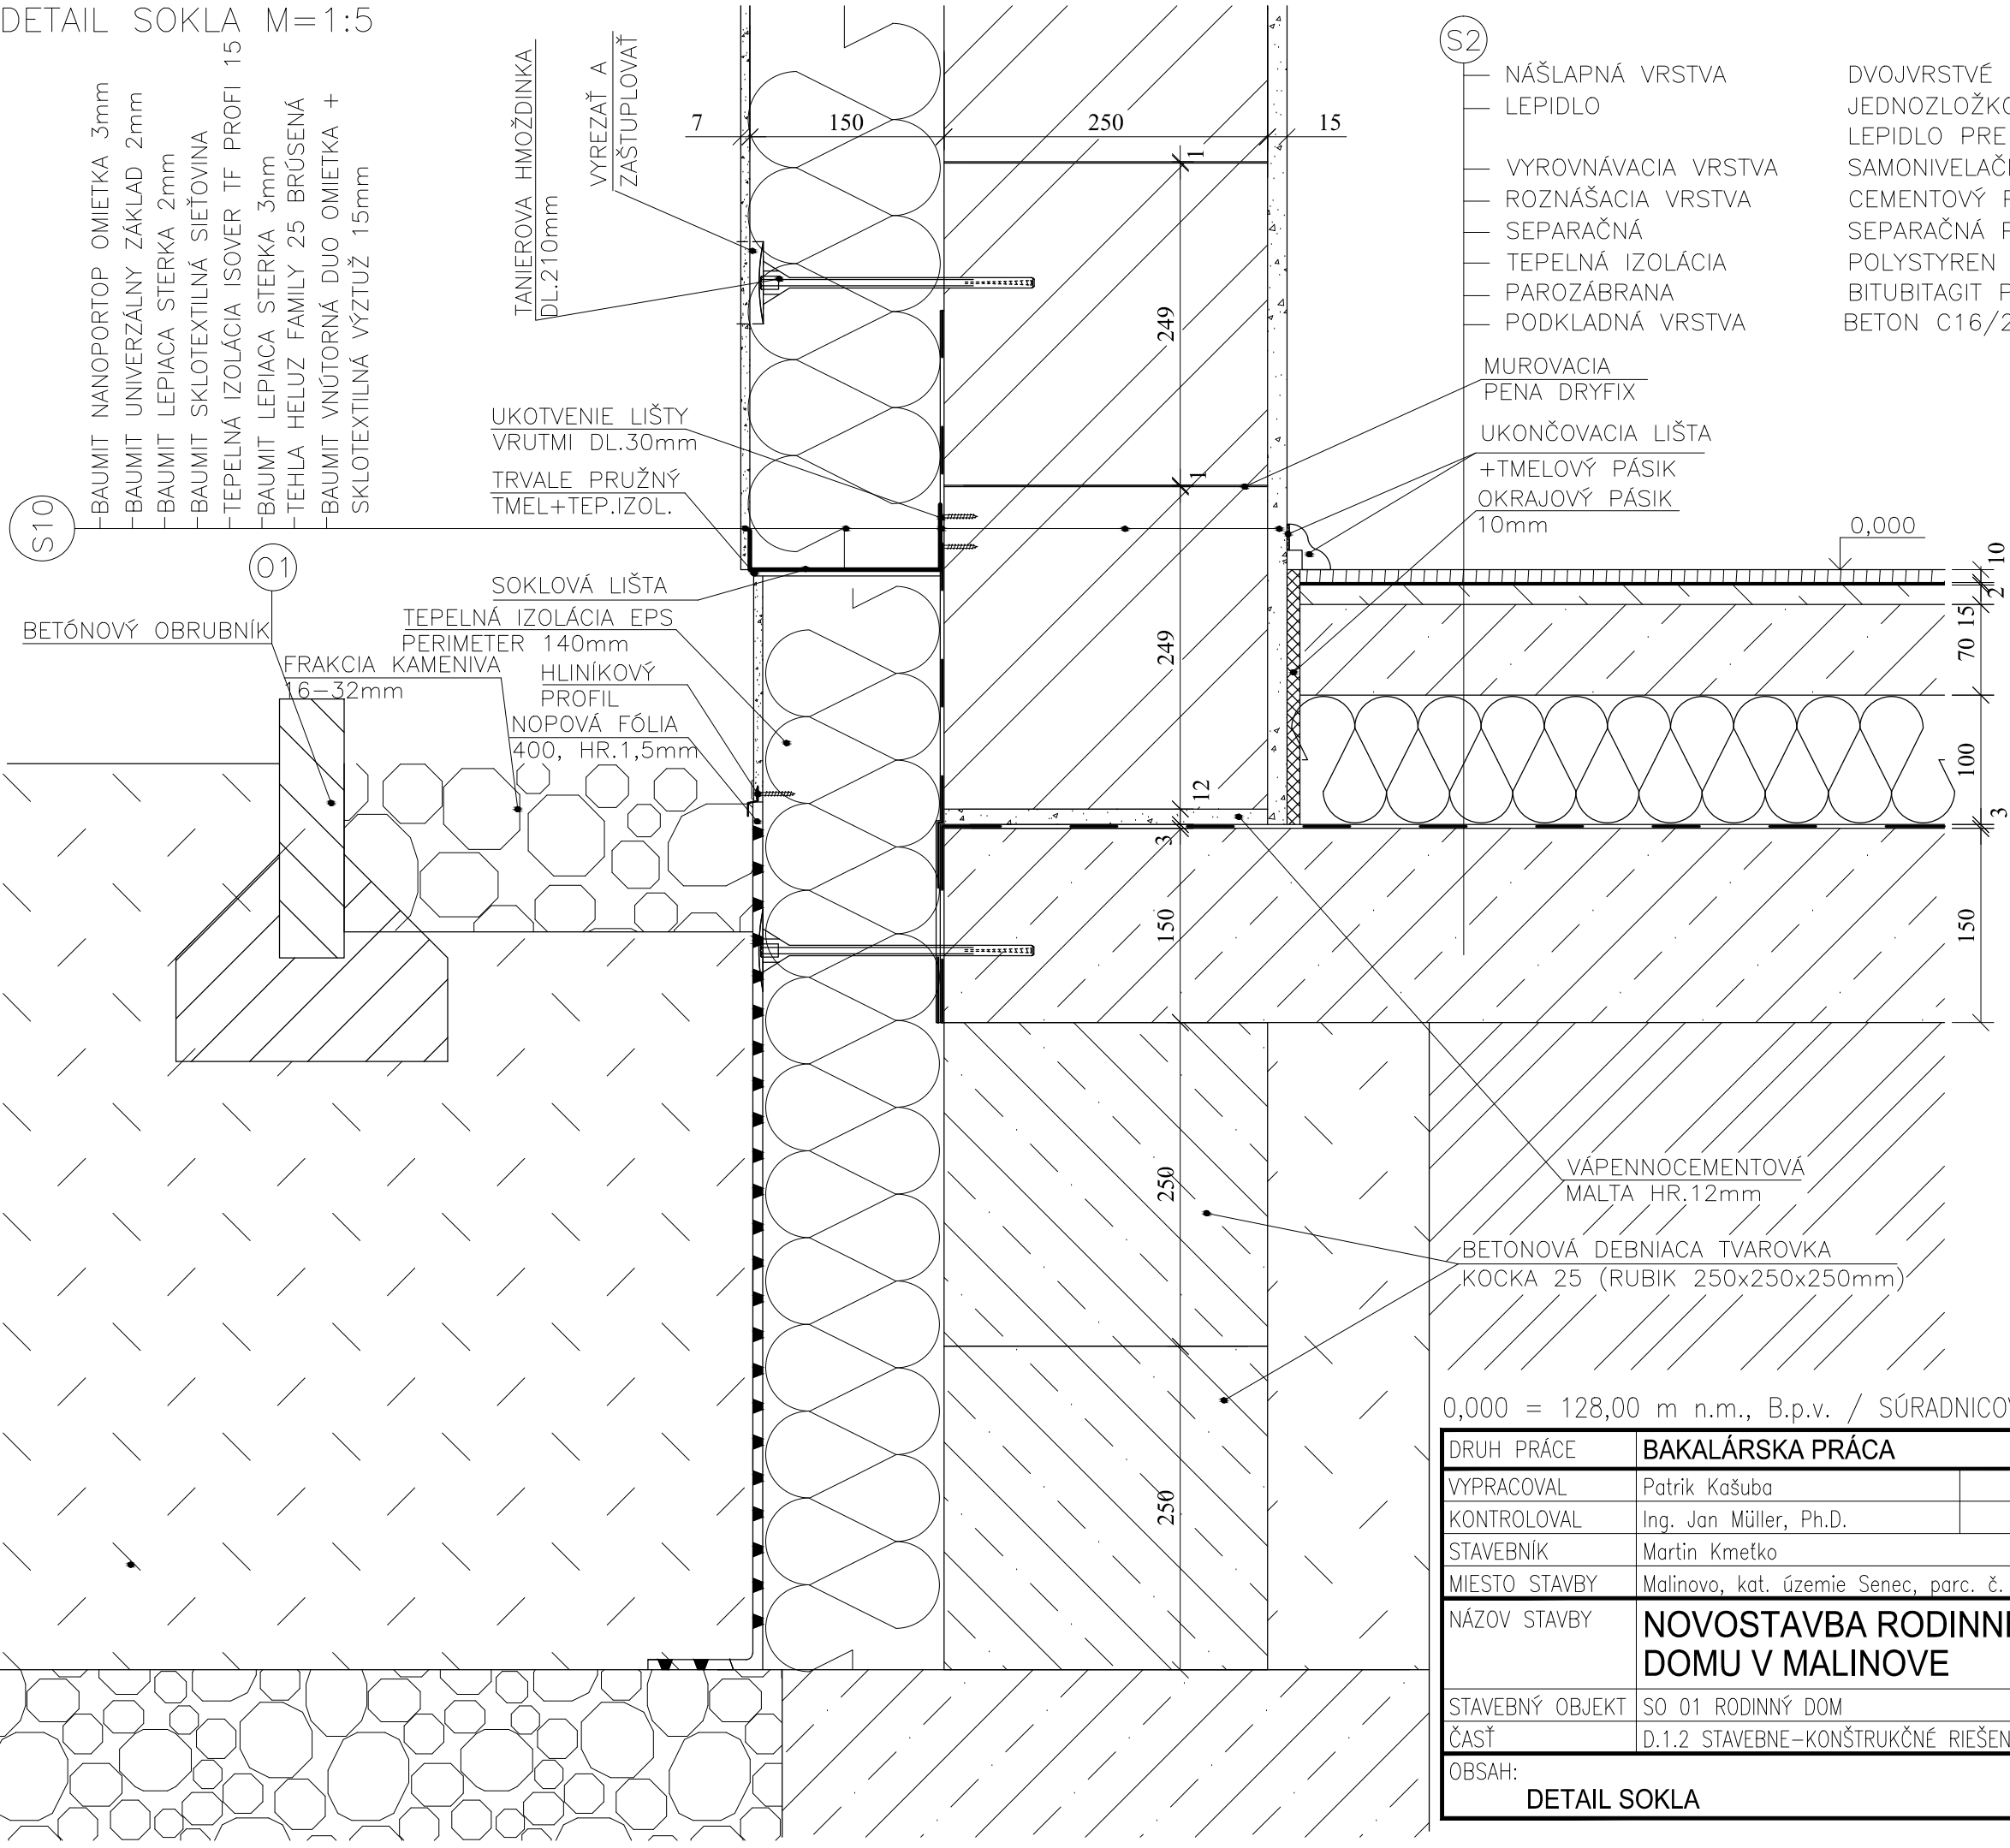 DETAIL SOKLA M=1:5
S10
BAUMIT NANOPORTOP OMIETKA 3mm
BAUMIT UNIVERZÁLNY ZÁKLAD 2mm
BAUMIT LEPIACA STERKA 2mm
BAUMIT SKLOTEXTILNÁ SIEŤOVINA
TEPELNÁ IZOLÁCIA ISOVER TF PROFI 15
BAUMIT LEPIACA STERKA 3mm
TEHLA HELUZ FAMILY 25 BRÚSENÁ
BAUMIT VNÚTORNÁ DUO OMIETKA +
SKLOTEXTILNÁ VÝZTUŽ 15mm
TANIEROVA HMOŽDINKA
DL.210mm
VYREZAŤ A
ZAŠTUPLOVAŤ
7
150
250
15
1
249
1
249
12
3
150
250
250
S2
NÁŠLAPNÁ VRSTVA DVOJVRSTVÉ
LEPIDLO
LEPIDLO PRE
VYROVNÁVACIA VRSTVA
ROZNÁŠACIA VRSTVA CEMENTOVÝ
SEPARAČNÁ SEPARAČNÁ
TEPELNÁ IZOLÁCIA POLYSTYREN
PAROZÁBRANA BITUBITAGIT
PODKLADNÁ VRSTVA BETON
MUROVACIA
PENA DRYFIX
UKONČOVACIA LIŠTA
+TMELOVÝ PÁSIK
OKRAJOVÝ PÁSIK
10mm
0,000
10
2
15
70
100
3
150
UKOTVENIE LIŠTY
VRUTMI DL.30mm
TRVALE PRUŽNÝ
TMEL+TEP.IZOL.
O1
SOKLOVÁ LIŠTA
BETÓNOVÝ OBRUBNÍK
TEPELNÁ IZOLÁCIA EPS
PERIMETER 140mm
FRAKCIA KAMENIVA
16-32mm
HLINÍKOVÝ
PROFIL
NOPOVÁ FÓLIA
400, HR.1,5mm
VÁPENNOCEMENTOVÁ
MALTA HR.12mm
BETONOVÁ DEBNIACA TVAROVKA
KOCKA 25 (RUBIK 250x250x250mm)
0,000 = 128,00 m n.m., B.p.v. /
DRUH PRÁCE BAKALÁRSKA PRÁCA
VYPRACOVAL Patrik Kašuba
KONTROLOVAL Ing. Jan Müller, Ph.D.
STAVEBNÍK Martin Kmeťko
MIESTO STAVBY Malinovo, kat. územie Senec, parc. č.
NÁZOV STAVBY NOVOSTAVBA
DOMU V MALINOVE
STAVEBNÝ OBJEKT SO 01 RODINNÝ DOM
ČASŤ D.1.2 STAVEBNE-KONŠTRUKČNÉ
OBSAH:
DETAIL SOKLA